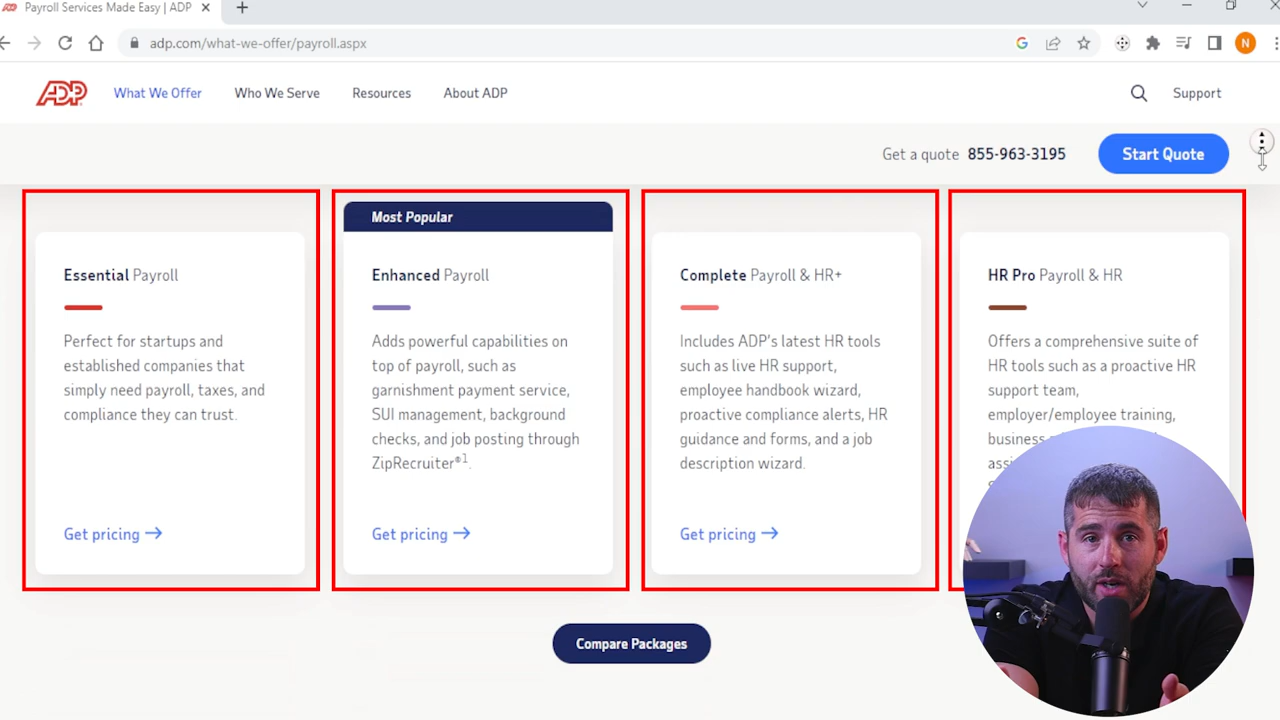 Payroll Services Made Easy | ADP
adp.com/what-we-offer/payroll.aspx
N
ADP
What We Offer
Who We Serve
Resources
About ADP
Support
Get a quote 855-963-3195
Start Quote
Essential Payroll
Perfect for startups and
established companies that
simply need payroll, taxes, and
compliance they can trust.
Get pricing →
Most Popular
Enhanced Payroll
Adds powerful capabilities on
top of payroll, such as
garnishment payment service,
SUI management, background
checks, and job posting through
ZipRecruiter®1.
Get pricing →
Complete Payroll & HR+
Includes ADP's latest HR tools
such as live HR support,
employee handbook wizard,
proactive compliance alerts, HR
guidance and forms, and a job
description wizard.
Get pricing →
HR Pro Payroll & HR
Offers a comprehensive suite of
HR tools such as a proactive HR
support team,
employer/employee training,
business
Compare Packages